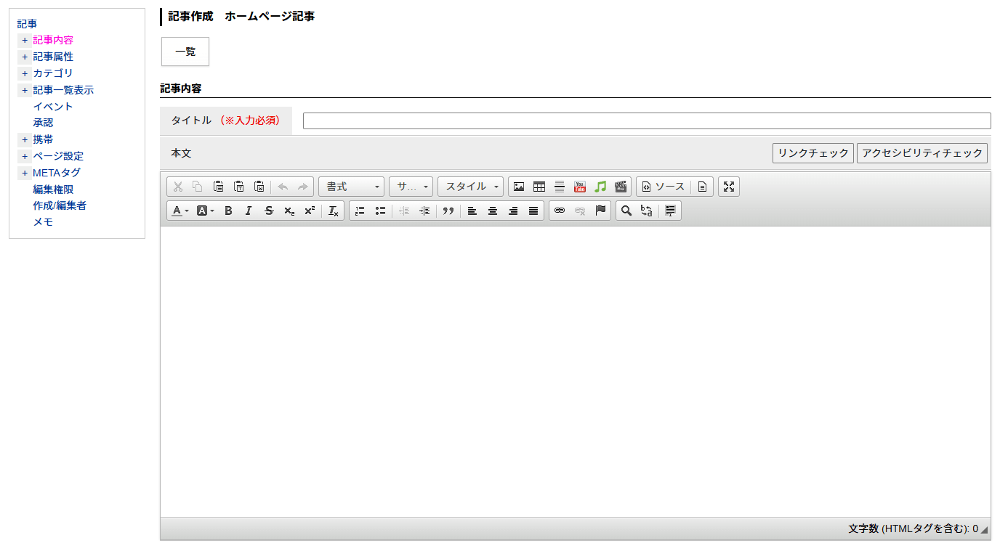 記事
+ 記事内容
+ 記事属性
+ カテゴリ
+ 記事一覧表示
イベント
承認
+ 携帯
+ ページ設定
+ METAタグ
編集権限
作成/編集者
メモ
記事作成　ホームページ記事
一覧
記事内容
タイトル （※入力必須）
本文 リンクチェック アクセシビリティチェック
書式 サ... スタイル You Tube ソース
A A B I S x₂ x² Tx
文字数 (HTMLタグを含む): 0